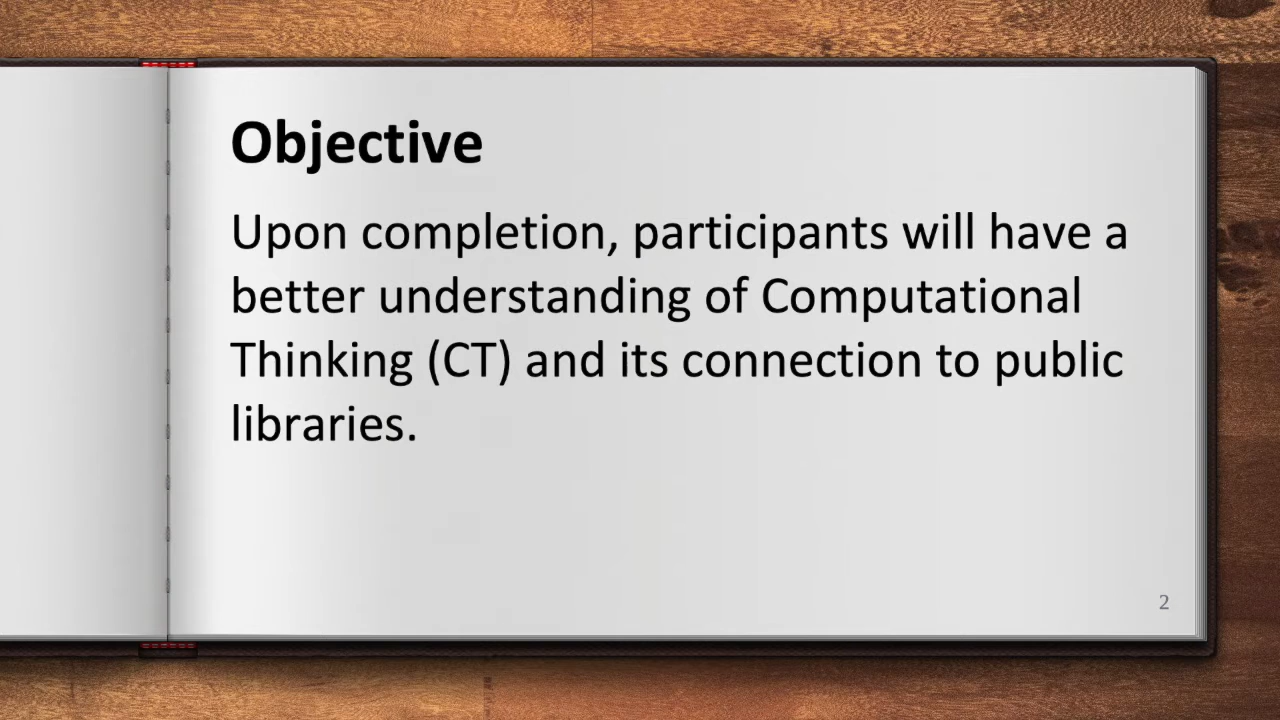 Objective
Upon completion, participants will have a
better understanding of Computational
Thinking (CT) and its connection to public
libraries.
2